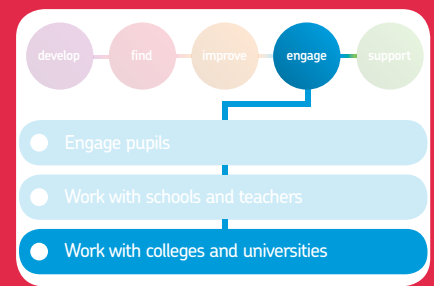 develop find improve engage support
Engage pupils
Work with schools and teachers
Work with colleges and universities